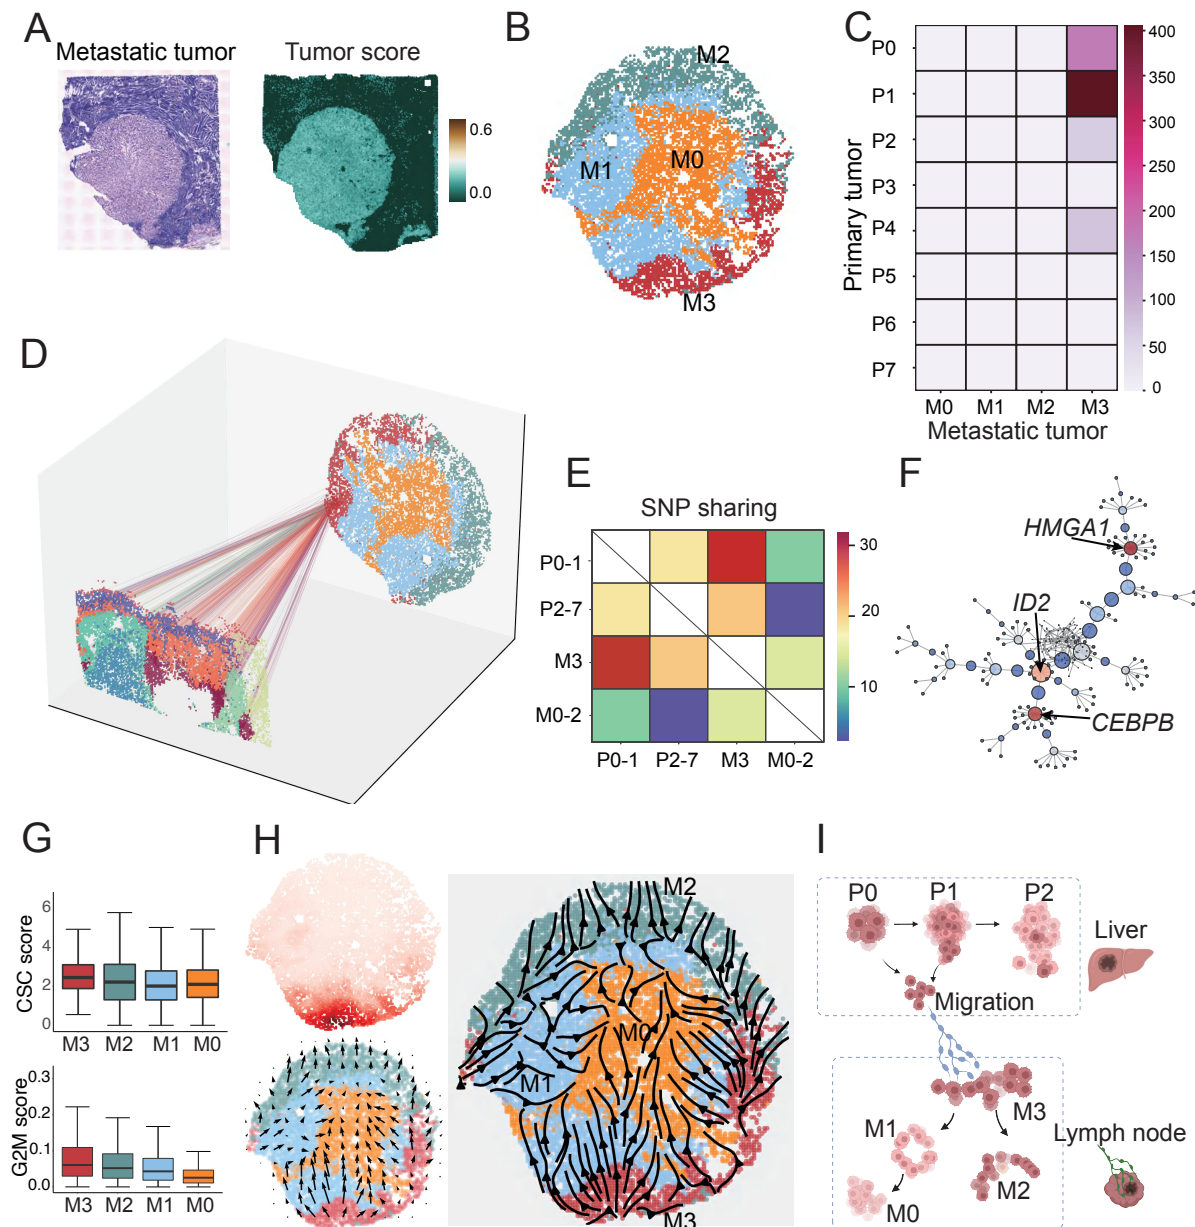 A
Metastatic tumor
Tumor score
0.6
0.0
B
M2
M1
M0
M3
C
Primary tumor
P0
P1
P2
P3
P4
P5
P6
P7
M0 M1 M2 M3
Metastatic tumor
400
350
300
250
200
150
100
50
0
D
E
SNP sharing
P0-1
P2-7
M3
M0-2
P0-1 P2-7 M3 M0-2
30
20
10
F
HMGA1
ID2
CEBPB
G
CSC score
6
4
2
0
M3 M2 M1 M0
G2M score
0.3
0.2
0.1
0.0
M3 M2 M1 M0
H
M2
M0
M1
M3
I
P0 P1 P2
Liver
Migration
M3
M1
Lymph node
M2
M0